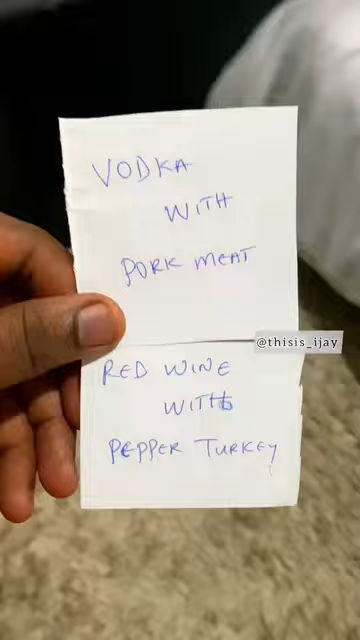 VODKA
WITH
PORK MEAT
@thisis_ijay
RED WINE
WITH
PEPPER TURKEY